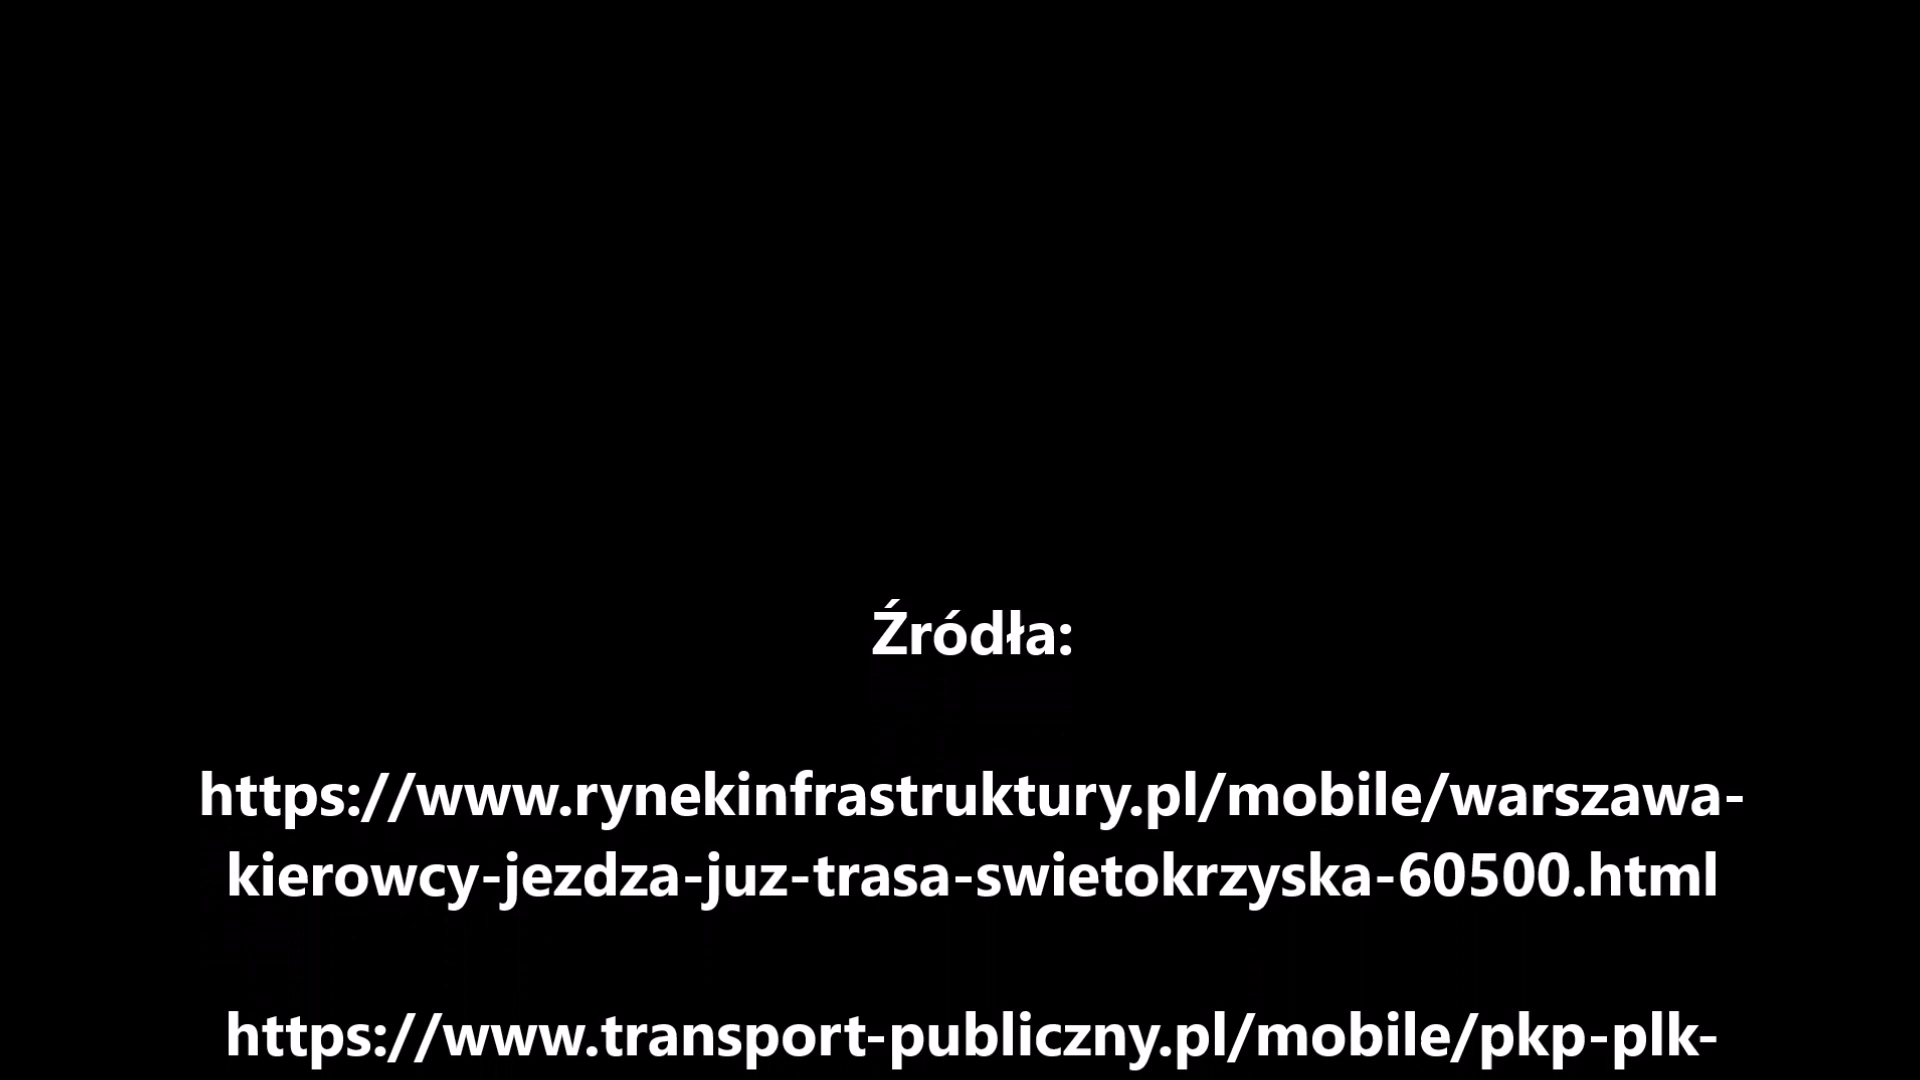 Źródła:
https://www.rynekinfrastruktury.pl/mobile/warszawa-
kierowcy-jezdza-juz-trasa-swietokrzyska-60500.html
https://www.transport-publiczny.pl/mobile/pkp-plk-